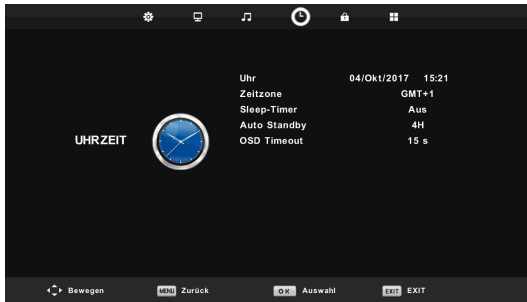 Uhr 04/Okt/2017 15:21
Zeitzone GMT+1
Sleep-Timer Aus
Auto Standby 4H
UHRZEIT
OSD Timeout 15 s
Bewegen MENU Zurück OK Auswahl EXIT EXIT